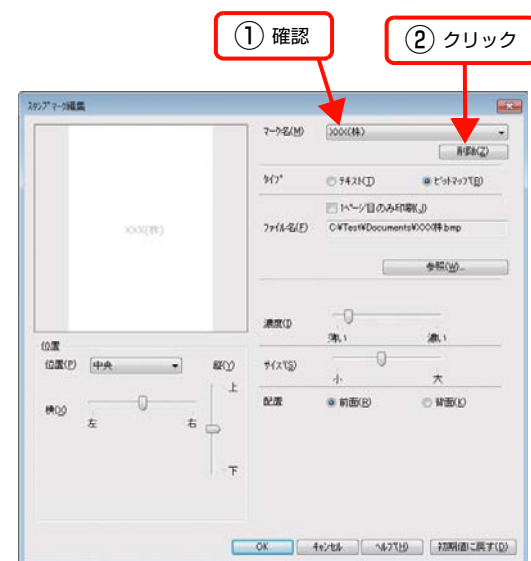 ① 確認
② クリック
スタンプマーク編集
マーク名(M)
XXX(株)
削除(Z)
タイプ
テキスト(T)
ビットマップ(B)
1ページ目のみ印刷(J)
ファイル名(F)
C:¥Test¥Documents¥XXX株.bmp
XXX(株)
参照(W)...
濃度(I)
薄い
濃い
位置
位置(P)
中央
縦(Y)
サイズ(S)
小
大
上
横(X)
左
右
配置
前面(R)
背面(K)
下
OK
キャンセル
ヘルプ(H)
初期値に戻す(D)